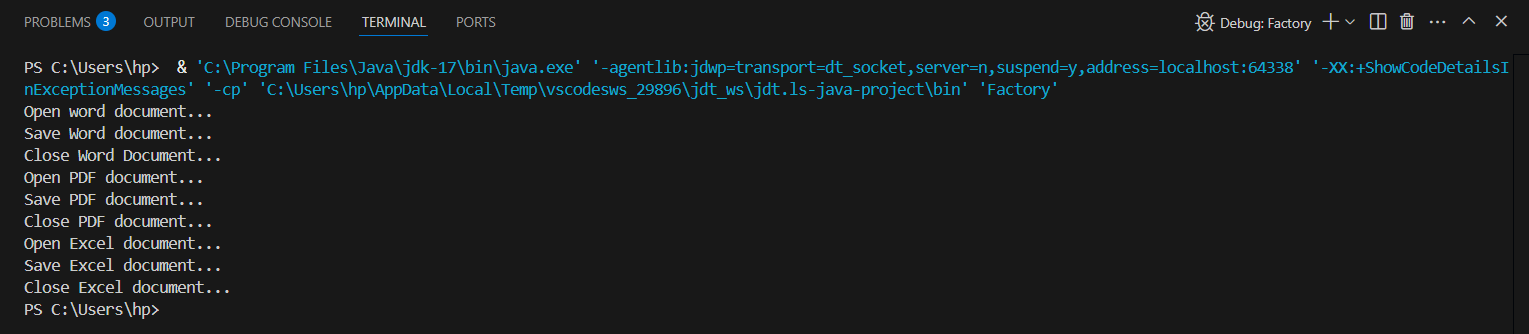 PROBLEMS 3 OUTPUT DEBUG CONSOLE TERMINAL PORTS Debug: Factory
PS C:\Users\hp>  & 'C:\Program Files\Java\jdk-17\bin\java.exe' '-agentlib:jdwp=transport=dt_socket,server=n,suspend=y,address=localhost:64338' '-XX:+ShowCodeDetailsI
nExceptionMessages' '-cp' 'C:\Users\hp\AppData\Local\Temp\vscodesws_29896\jdt_ws\jdt.ls-java-project\bin' 'Factory'
Open word document...
Save Word document...
Close Word Document...
Open PDF document...
Save PDF document...
Close PDF document...
Open Excel document...
Save Excel document...
Close Excel document...
PS C:\Users\hp>